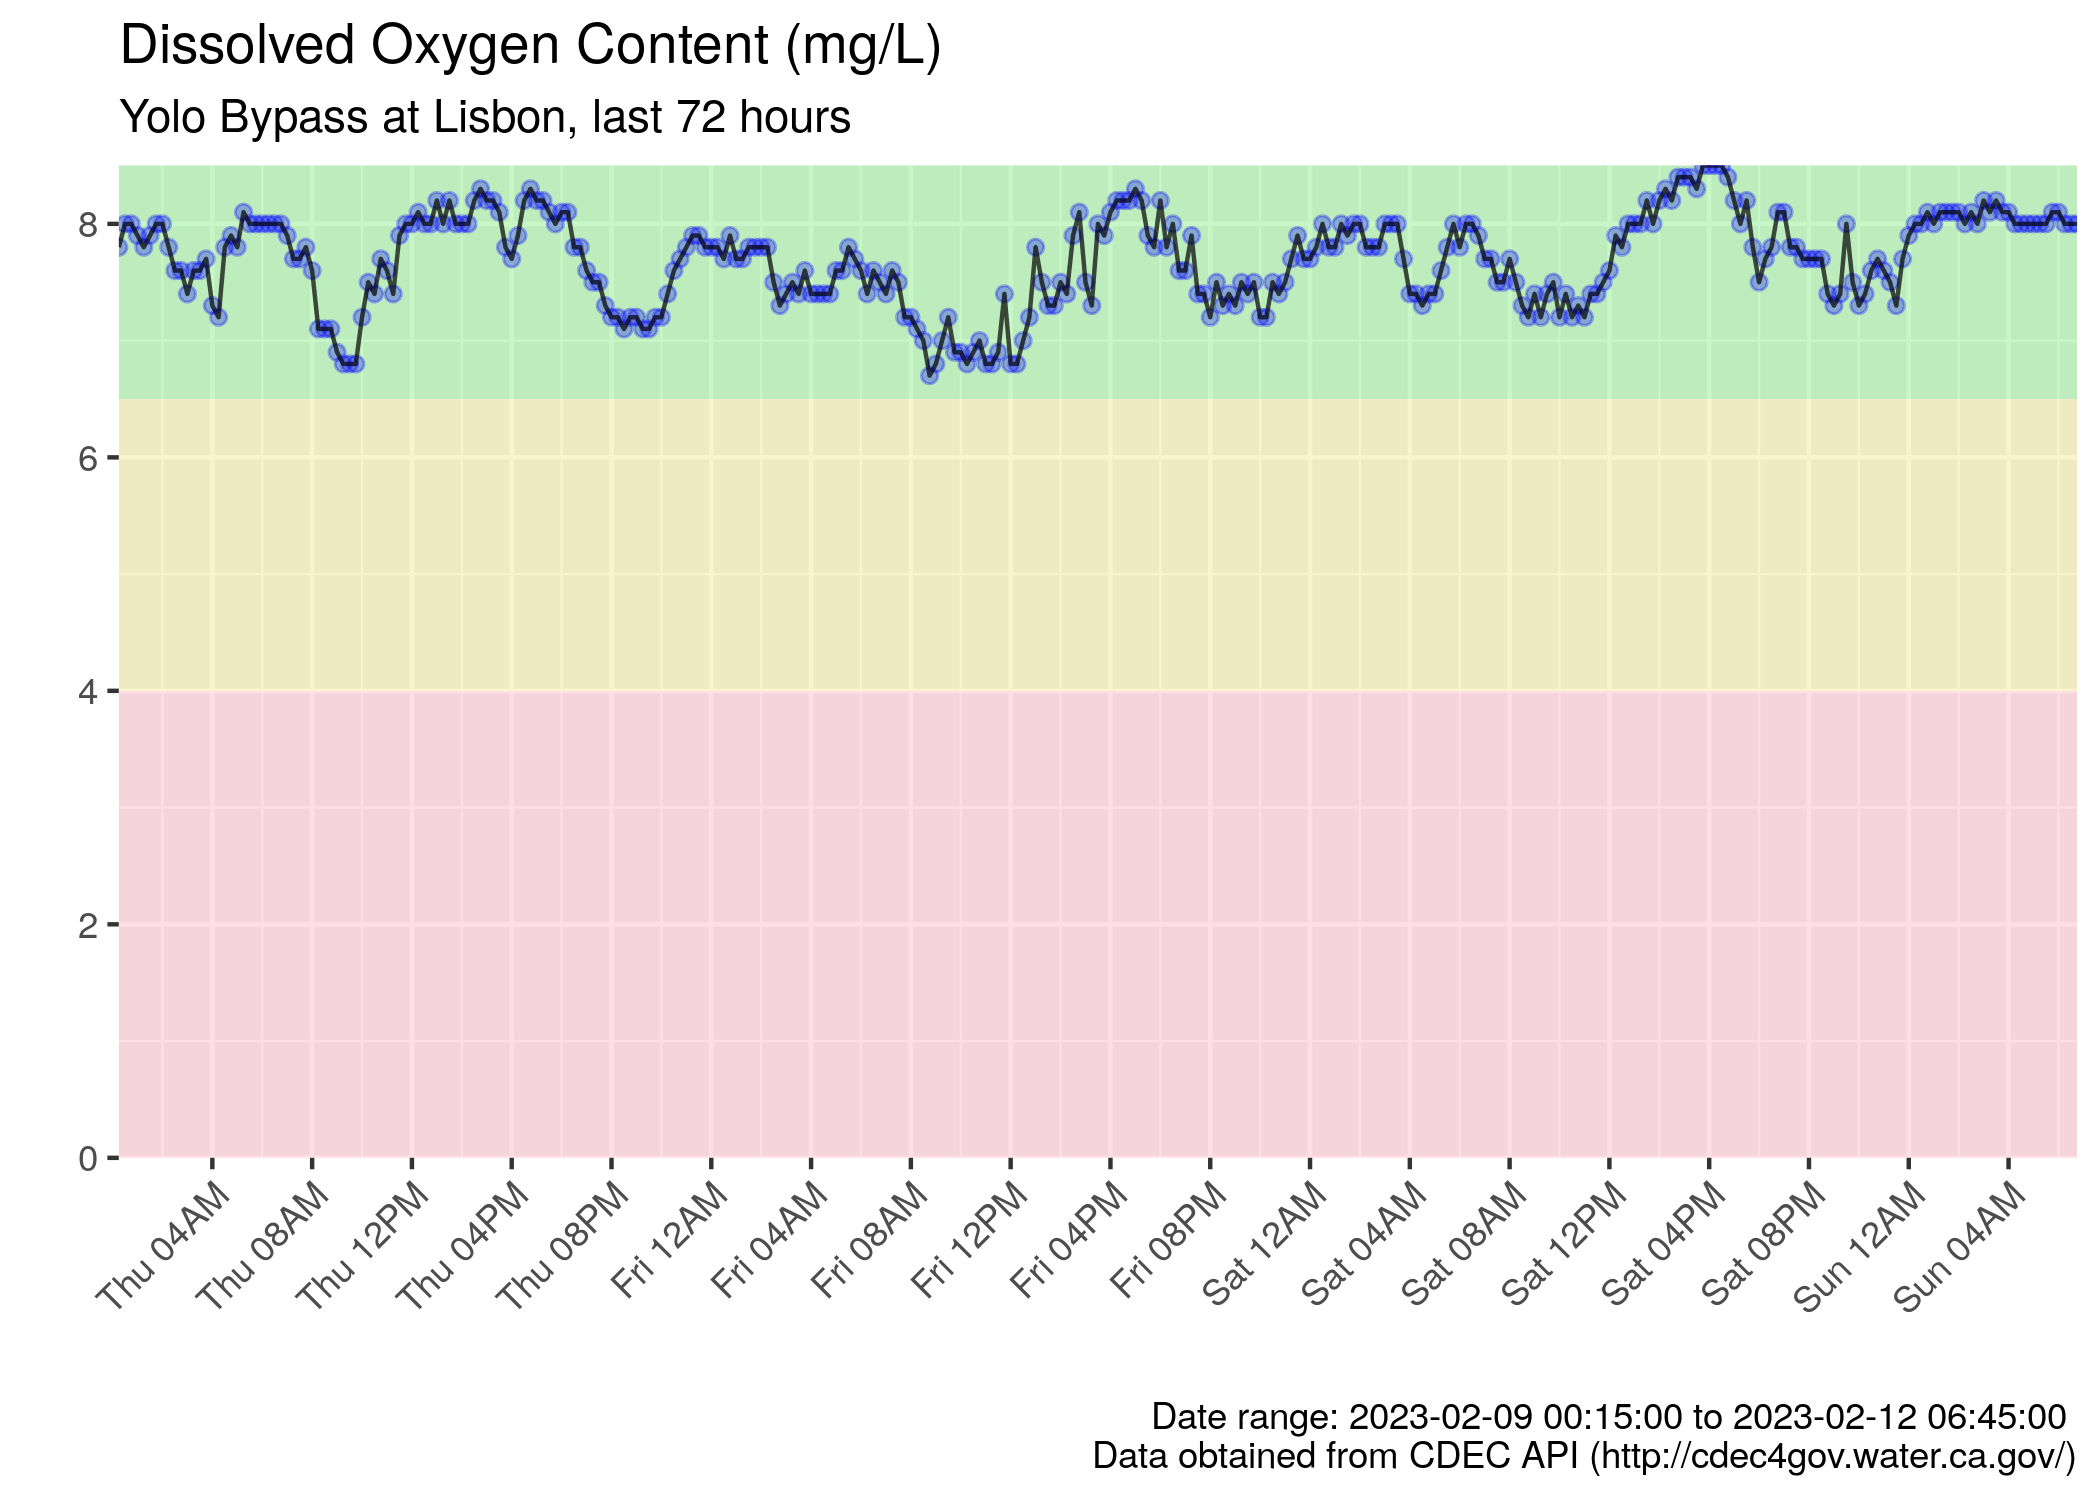 Dissolved Oxygen Content (mg/L)
Yolo Bypass at Lisbon, last 72 hours
8
6
4
2
0
Thu 04AM
Thu 08AM
Thu 12PM
Thu 04PM
Thu 08PM
Fri 12AM
Fri 04AM
Fri 08AM
Fri 12PM
Fri 04PM
Fri 08PM
Sat 12AM
Sat 04AM
Sat 08AM
Sat 12PM
Sat 04PM
Sat 08PM
Sun 12AM
Sun 04AM
Date range: 2023-02-09 00:15:00 to 2023-02-12 06:45:00
Data obtained from CDEC API (http://cdec4gov.water.ca.gov/)